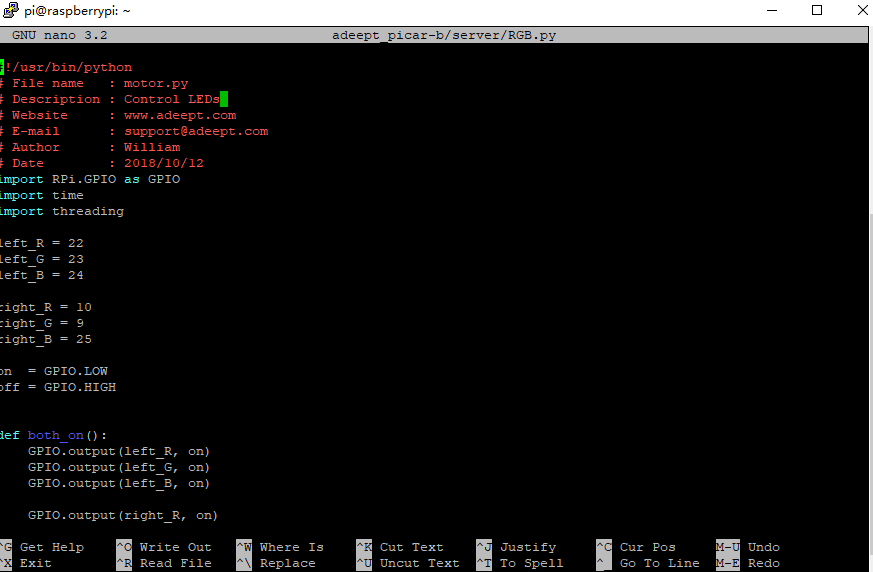 pi@raspberrypi: ~
GNU nano 3.2 adeept_picar-b/server/RGB.py
#!/usr/bin/python
# File name   : motor.py
# Description : Control LEDs
# Website     : www.adeept.com
# E-mail      : support@adeept.com
# Author      : William
# Date        : 2018/10/12
import RPi.GPIO as GPIO
import time
import threading
left_R = 22
left_G = 23
left_B = 24
right_R = 10
right_G = 9
right_B = 25
on  = GPIO.LOW
off = GPIO.HIGH
def both_on():
    GPIO.output(left_R, on)
    GPIO.output(left_G, on)
    GPIO.output(left_B, on)
    GPIO.output(right_R, on)
^G Get Help ^O Write Out ^W Where Is ^K Cut Text ^J Justify ^C Cur Pos M-U Undo
^X Exit ^R Read File ^\ Replace ^U Uncut Text ^T To Spell ^_ Go To Line M-E Redo